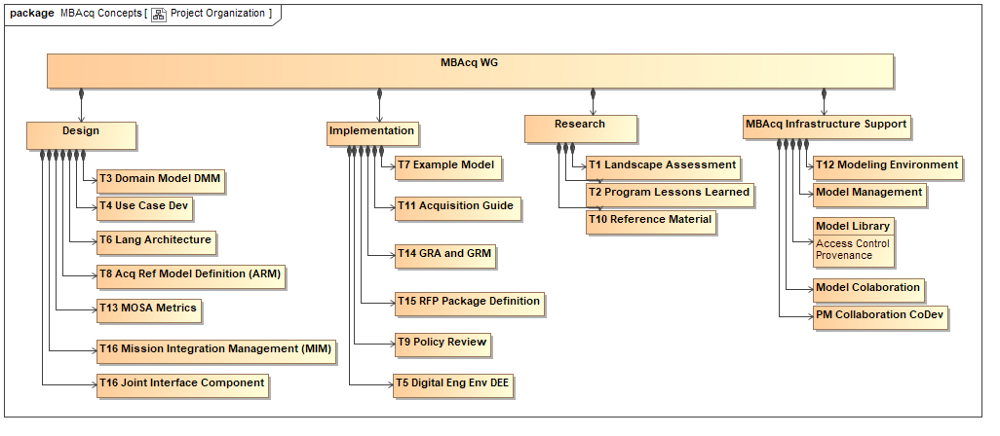 package MBAcq Concepts [ Project Organization ]
MBAcq WG
Design
T3 Domain Model DMM
T4 Use Case Dev
T6 Lang Architecture
T8 Acq Ref Model Definition (ARM)
T13 MOSA Metrics
T16 Mission Integration Management (MIM)
T16 Joint Interface Component
Implementation
T7 Example Model
T11 Acquisition Guide
T14 GRA and GRM
T15 RFP Package Definition
T9 Policy Review
T5 Digital Eng Env DEE
Research
T1 Landscape Assessment
T2 Program Lessons Learned
T10 Reference Material
MBAcq Infrastructure Support
T12 Modeling Environment
Model Management
Model Library
Access Control
Provenance
Model Colaboration
PM Collaboration CoDev